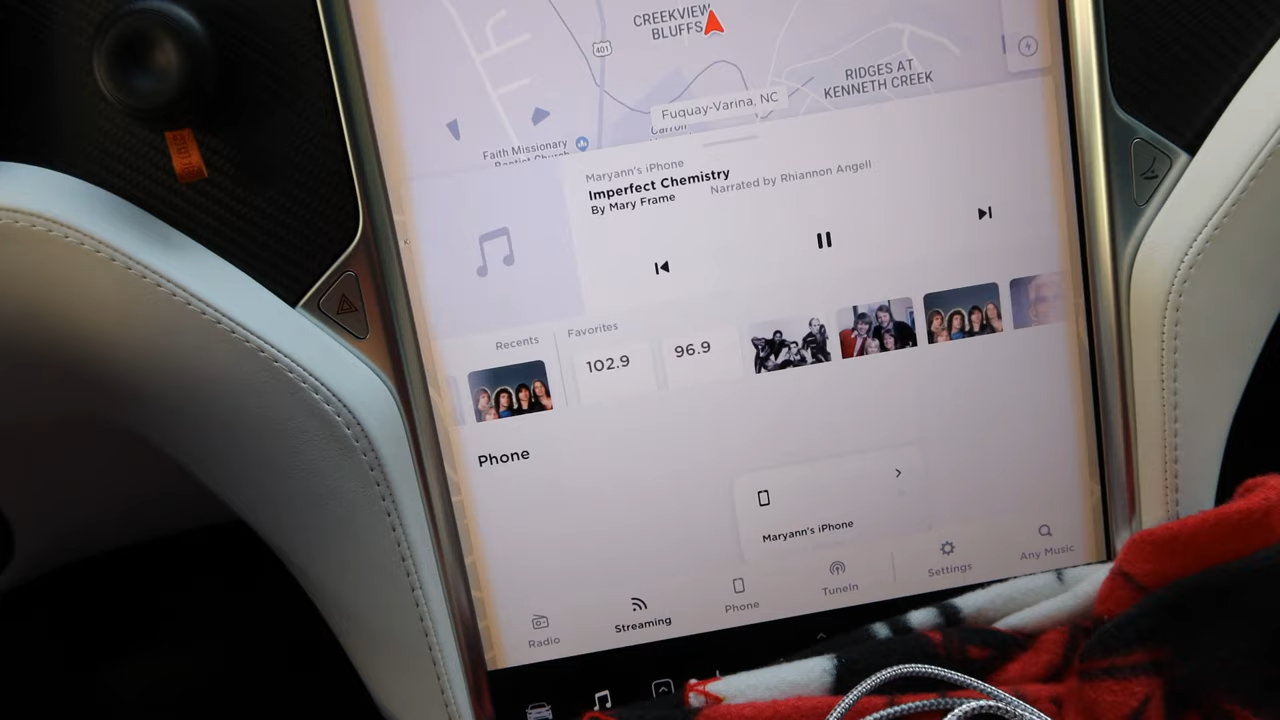 CREEKVIEW
BLUFFS
401
RIDGES AT
KENNETH CREEK
Fuquay-Varina, NC
Carroll
Faith Missionary
Baptist Church
Maryann's iPhone
Imperfect Chemistry
By Mary Frame
Narrated by Rhiannon Angell
Recents
Favorites
102.9
96.9
Phone
Maryann's iPhone
Radio
Streaming
Phone
TuneIn
Settings
Any Music